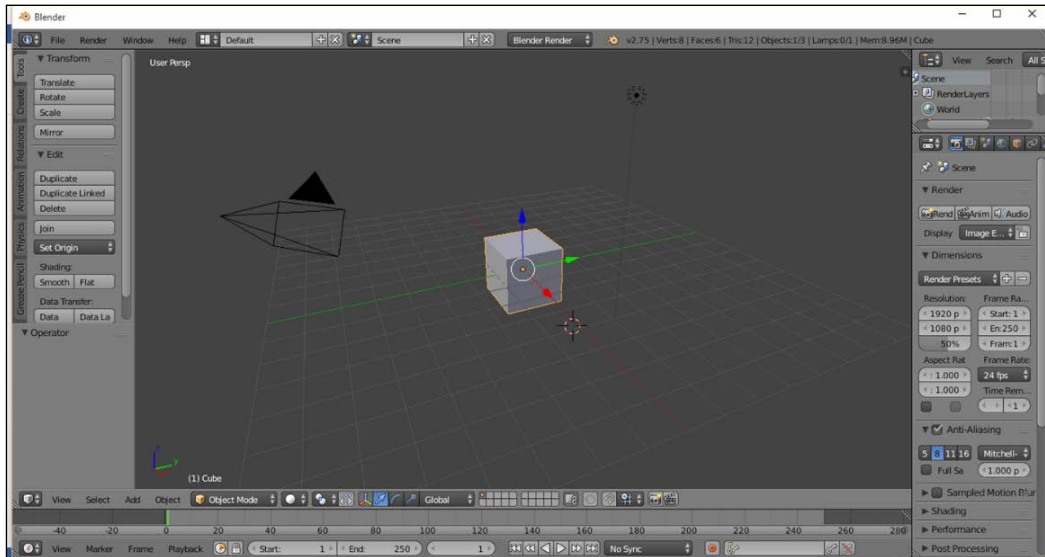 Blender
File Render Window Help Default Scene Blender Render v2.75 | Verts:8 | Faces:6 | Tris:12 | Objects:1/3 | Lamps:0/1 | Mem:8.96M | Cube
Tools
Create
Relations
Animation
Physics
Grease Pencil
Transform
Translate
Rotate
Scale
Mirror
Edit
Duplicate
Duplicate Linked
Delete
Join
Set Origin
Shading:
Smooth Flat
Data Transfer:
Data Data La
Operator
User Persp
(1) Cube
View Search All S
Scene
RenderLayers
World
Scene
Render
Rend Anim Audio
Display Image E...
Dimensions
Render Presets
Resolution: Frame Ra...
1920 p Start: 1
1080 p En:250
50% Fram:1
Aspect Rat Frame Rate:
: 1.000 24 fps
: 1.000 Time Rem...
1
Anti-Aliasing
5 8 11 16 Mitchell-
Full Sa 1.000 p
Sampled Motion Blur
Shading
Performance
Post Processing
View Select Add Object Object Mode Global
-40 -20 0 20 40 60 80 100 120 140 160 180 200 220 240 260 280
View Marker Frame Playback Start: 1 End: 250 1 No Sync